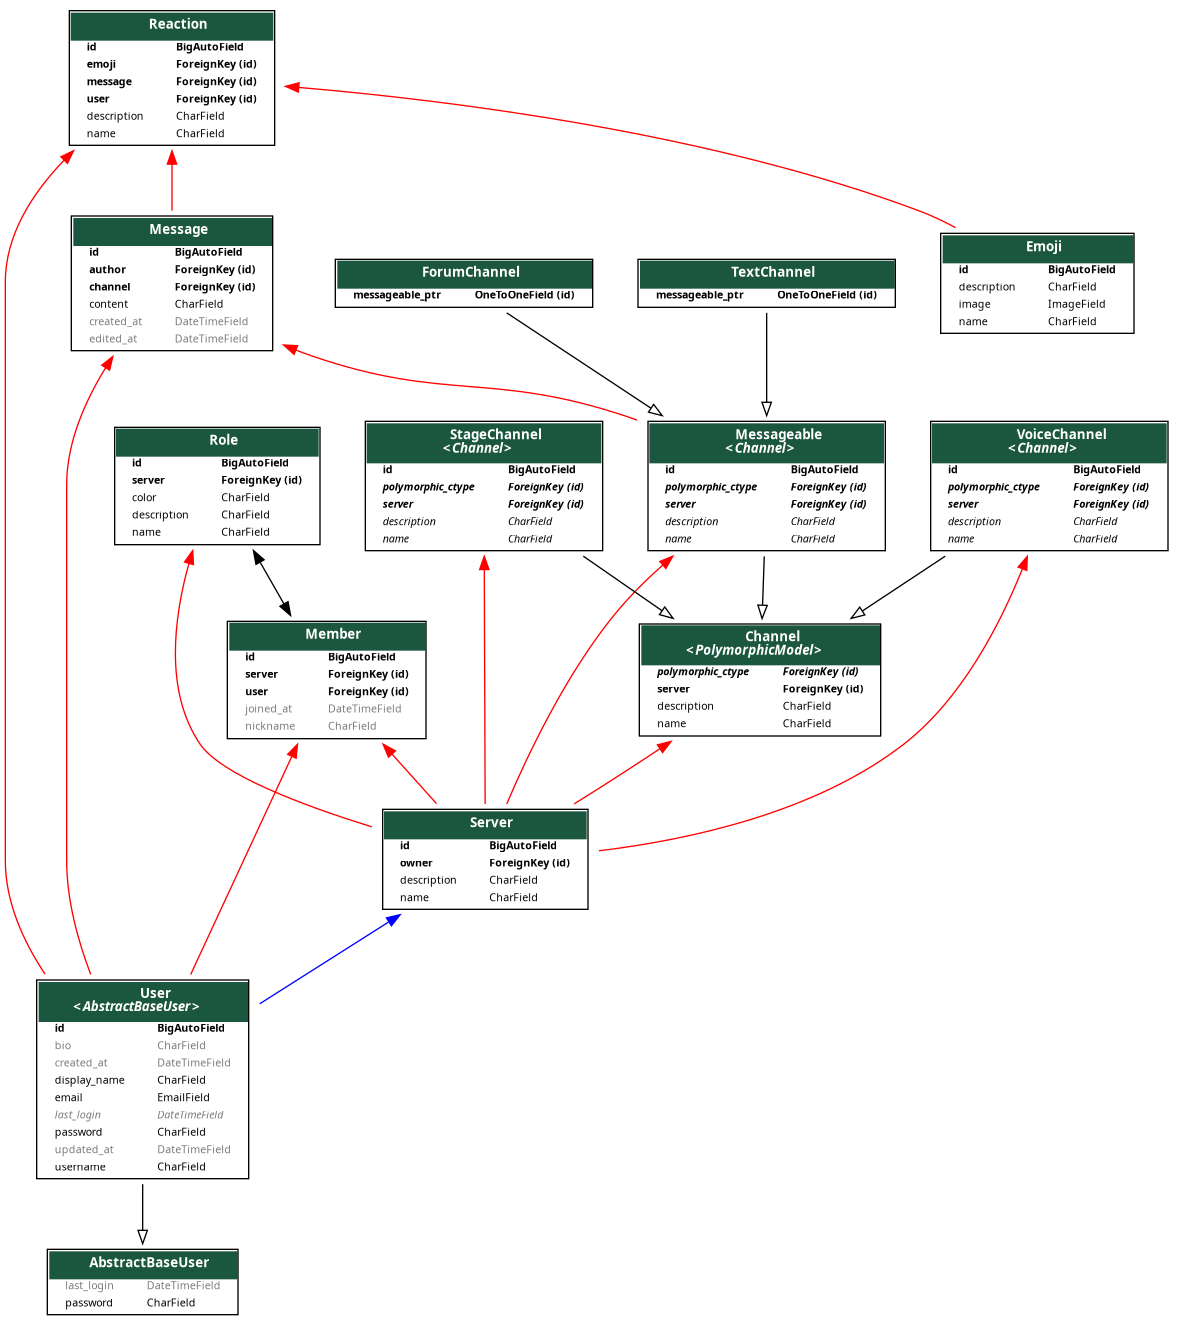 Reaction
id BigAutoField
emoji ForeignKey (id)
message ForeignKey (id)
user ForeignKey (id)
description CharField
name CharField
Message
id BigAutoField
author ForeignKey (id)
channel ForeignKey (id)
content CharField
created_at DateTimeField
edited_at DateTimeField
ForumChannel
messageable_ptr OneToOneField (id)
TextChannel
messageable_ptr OneToOneField (id)
Emoji
id BigAutoField
description CharField
image ImageField
name CharField
Role
id BigAutoField
server ForeignKey (id)
color CharField
description CharField
name CharField
StageChannel
<Channel>
id BigAutoField
polymorphic_ctype ForeignKey (id)
server ForeignKey (id)
description CharField
name CharField
Messageable
<Channel>
id BigAutoField
polymorphic_ctype ForeignKey (id)
server ForeignKey (id)
description CharField
name CharField
VoiceChannel
<Channel>
id BigAutoField
polymorphic_ctype ForeignKey (id)
server ForeignKey (id)
description CharField
name CharField
Member
id BigAutoField
server ForeignKey (id)
user ForeignKey (id)
joined_at DateTimeField
nickname CharField
Channel
<PolymorphicModel>
polymorphic_ctype ForeignKey (id)
server ForeignKey (id)
description CharField
name CharField
Server
id BigAutoField
owner ForeignKey (id)
description CharField
name CharField
User
<AbstractBaseUser>
id BigAutoField
bio CharField
created_at DateTimeField
display_name CharField
email EmailField
last_login DateTimeField
password CharField
updated_at DateTimeField
username CharField
AbstractBaseUser
last_login DateTimeField
password CharField